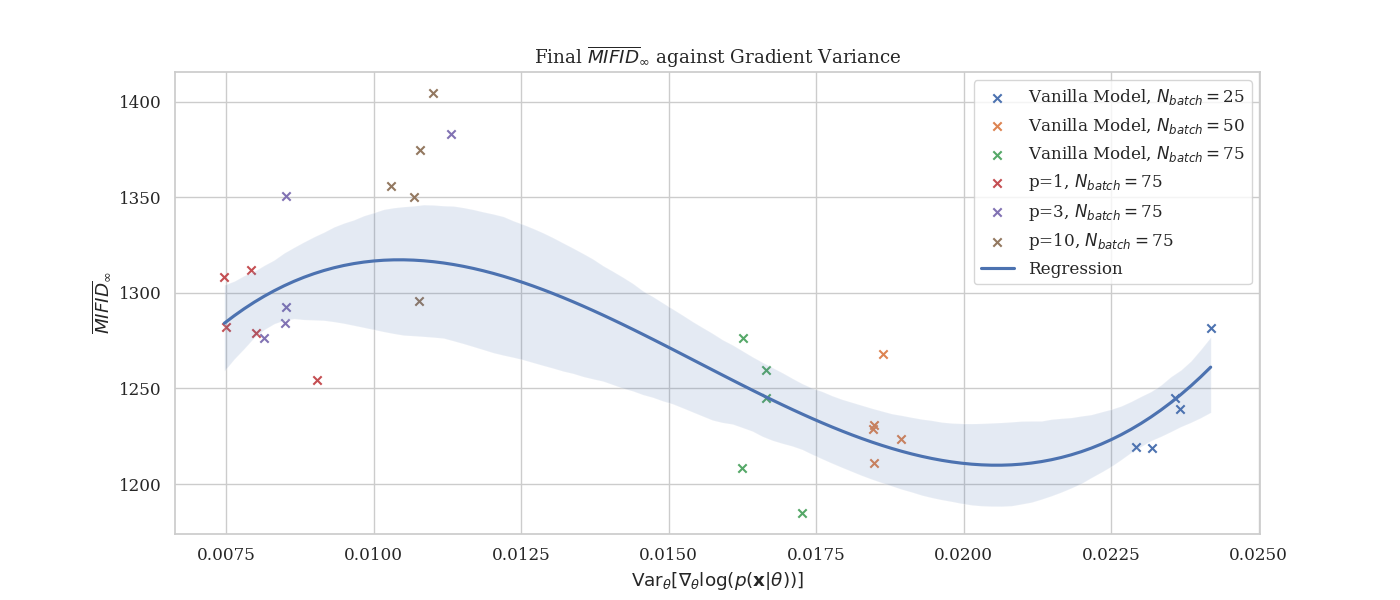 Final $\overline{MIFID}_\infty$ against Gradient Variance
$\overline{MIFID}_\infty$
1400
1350
1300
1250
1200
Vanilla Model, $N_{batch} = 25$
Vanilla Model, $N_{batch} = 50$
Vanilla Model, $N_{batch} = 75$
p=1, $N_{batch} = 75$
p=3, $N_{batch} = 75$
p=10, $N_{batch} = 75$
Regression
0.0075 0.0100 0.0125 0.0150 0.0175 0.0200 0.0225 0.0250
$\mathrm{Var}_\theta[\nabla_\theta \log(p(\mathbf{x}|\theta))]$